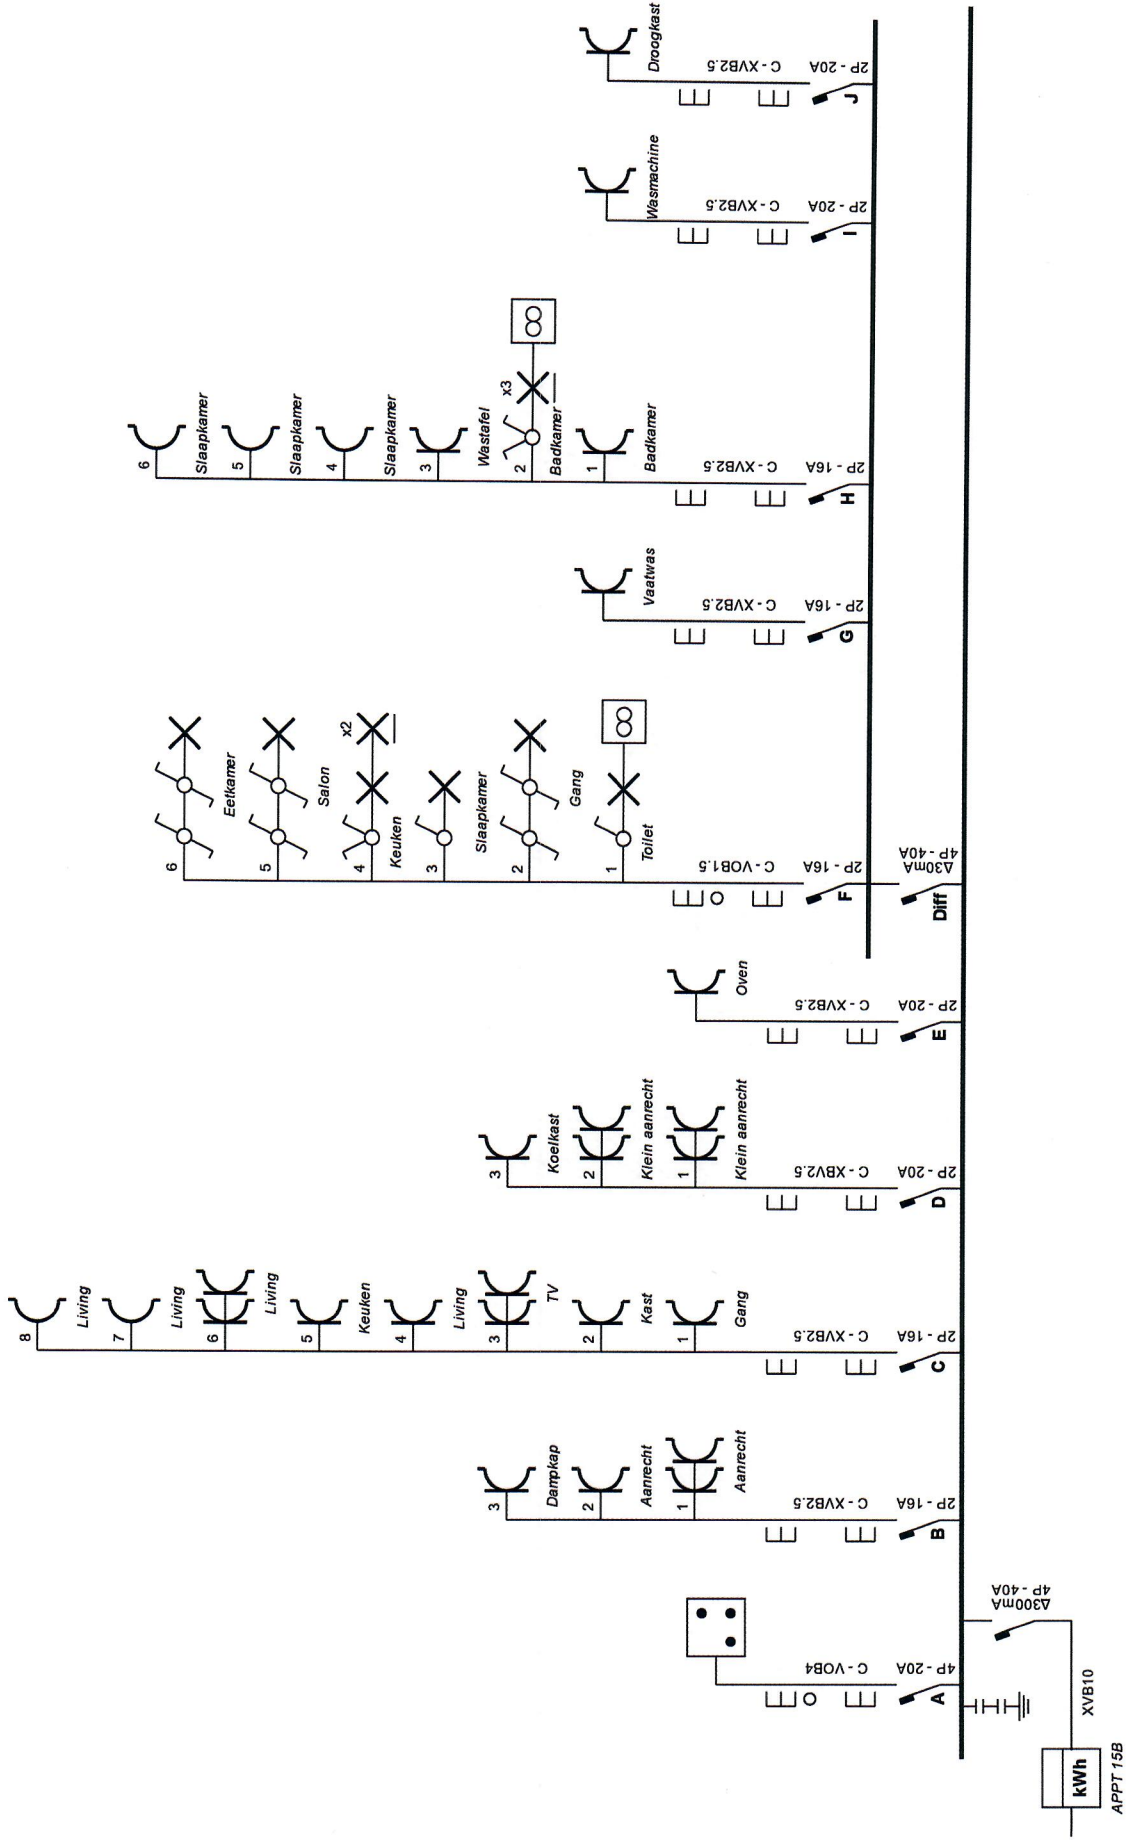 APPT 15B
kWh
XVB10
Δ300mA
4P - 40A
A
4P - 20A
C - VOB4
B
2P - 16A
C - XVB2.5
1
Aanrecht
2
Aanrecht
3
Dampkap
C
2P - 16A
C - XVB2.5
1
Gang
2
Kast
3
TV
4
Living
5
Keuken
6
Living
7
Living
8
Living
D
2P - 20A
C - XBV2.5
1
Klein aanrecht
2
Klein aanrecht
3
Koelkast
E
2P - 20A
C - XVB2.5
Oven
Diff
Δ30mA
4P - 40A
F
2P - 16A
C - VOB1.5
1
Toilet
2
Gang
3
Slaapkamer
4
x2
Keuken
5
Salon
6
Eetkamer
G
2P - 16A
C - XVB2.5
Vaatwas
H
2P - 16A
C - XVB2.5
1
Badkamer
2
x3
Badkamer
3
Wastafel
4
Slaapkamer
5
Slaapkamer
6
Slaapkamer
I
2P - 20A
C - XVB2.5
Wasmachine
J
2P - 20A
C - XVB2.5
Droogkast